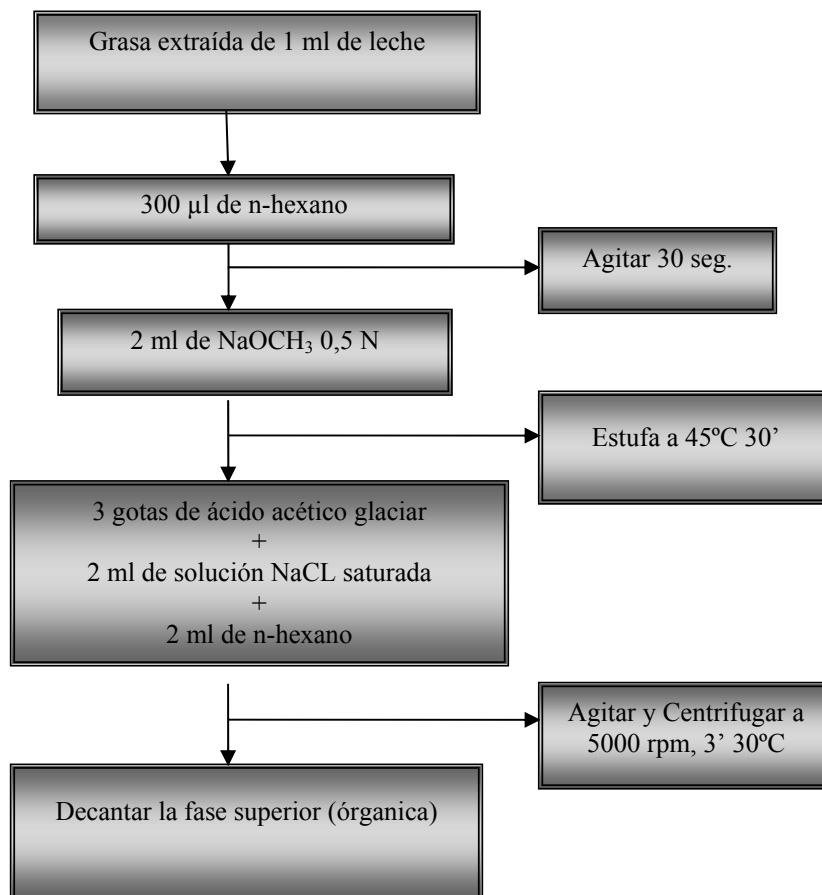 Grasa extraída de 1 ml de leche
300 µl de n-hexano
Agitar 30 seg.
2 ml de NaOCH₃ 0,5 N
Estufa a 45ºC 30’
3 gotas de ácido acético glaciar
+
2 ml de solución NaCL saturada
+
2 ml de n-hexano
Agitar y Centrifugar a
5000 rpm, 3’ 30ºC
Decantar la fase superior (órganica)